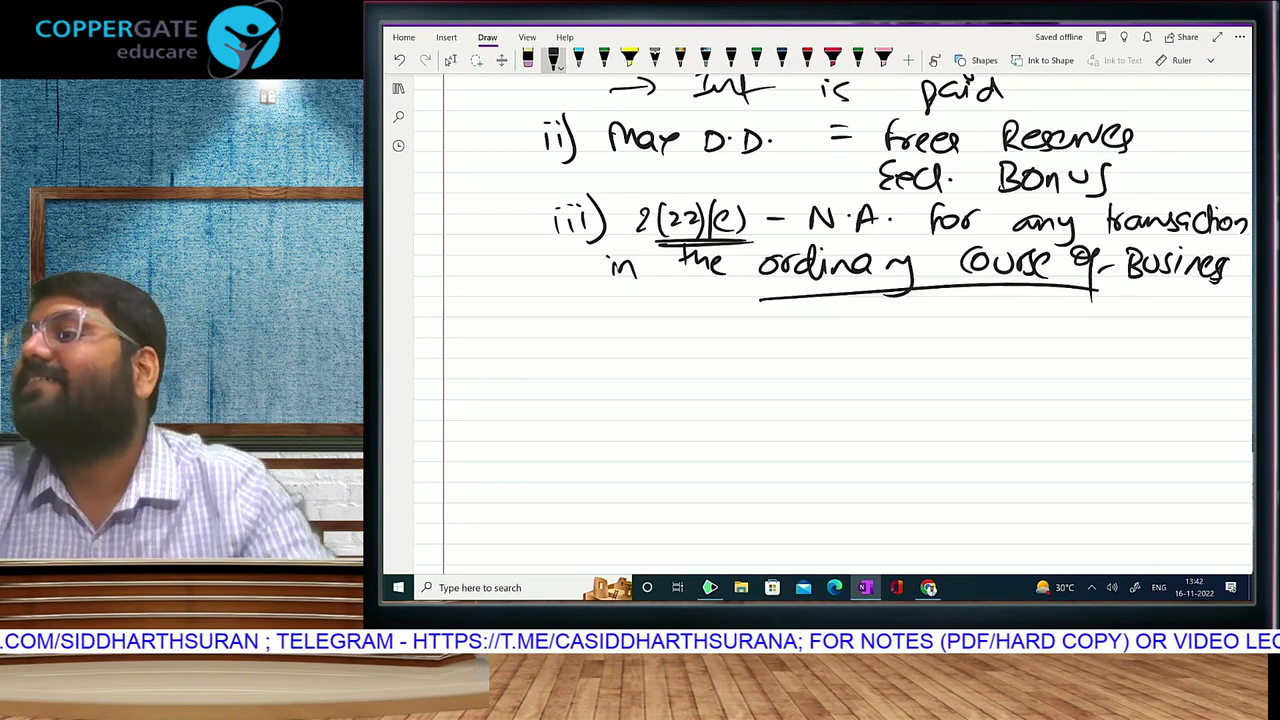 COPPERGATE
educare
Home Insert Draw View Help
Saved offline
Share
Shapes
Ink to Shape
Ink to Text
Ruler
→ Int is paid
ii) Max D.D. = Free Reserves
Excl. Bonus
iii) 2(22)(e) - N.A. for any transaction
in the ordinary course of Business
Type here to search
30°C
ENG
13:42
16-11-2022
.COM/SIDDHARTHSURAN ; TELEGRAM - HTTPS://T.ME/CASIDDHARTHSURANA; FOR NOTES (PDF/HARD COPY) OR VIDEO LEC